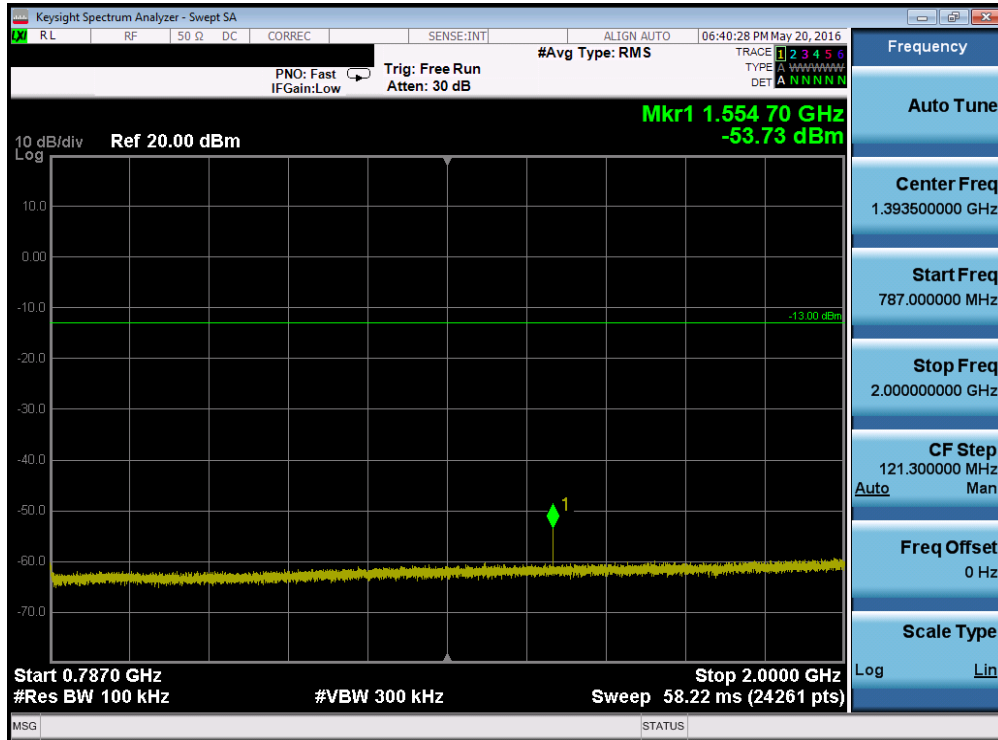 Keysight Spectrum Analyzer - Swept SA
LXI RL RF 50 Ω DC CORREC SENSE:INT ALIGN AUTO 06:40:28 PM May 20, 2016
#Avg Type: RMS
TRACE 1 2 3 4 5 6
PNO: Fast Trig: Free Run
TYPE A WWWWW
IFGain:Low Atten: 30 dB
DET A N N N N N
Mkr1 1.554 70 GHz
-53.73 dBm
10 dB/div Ref 20.00 dBm
Log
10.0
0.00
-10.0
-13.00 dBm
-20.0
-30.0
-40.0
-50.0
1
-60.0
-70.0
Start 0.7870 GHz Stop 2.0000 GHz
#Res BW 100 kHz #VBW 300 kHz Sweep 58.22 ms (24261 pts)
MSG STATUS
Frequency
Auto Tune
Center Freq
1.393500000 GHz
Start Freq
787.000000 MHz
Stop Freq
2.000000000 GHz
CF Step
121.300000 MHz
Auto Man
Freq Offset
0 Hz
Scale Type
Log Lin